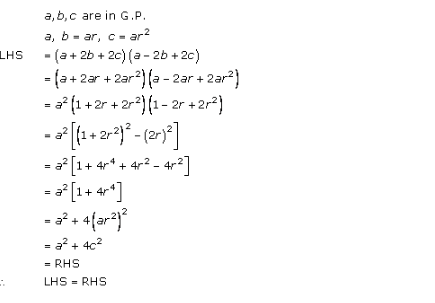 a, b, c are in G.P.
a, b = ar, c = ar²
LHS = (a + 2b + 2c)(a – 2b + 2c)
= (a + 2ar + 2ar²)(a – 2ar + 2ar²)
= a²(1 + 2r + 2r²)(1 – 2r + 2r²)
= a²[(1 + 2r²)² – (2r)²]
= a²[1 + 4r⁴ + 4r² – 4r²]
= a²[1 + 4r⁴]
= a² + 4(ar²)²
= a² + 4c²
= RHS
∴ LHS = RHS